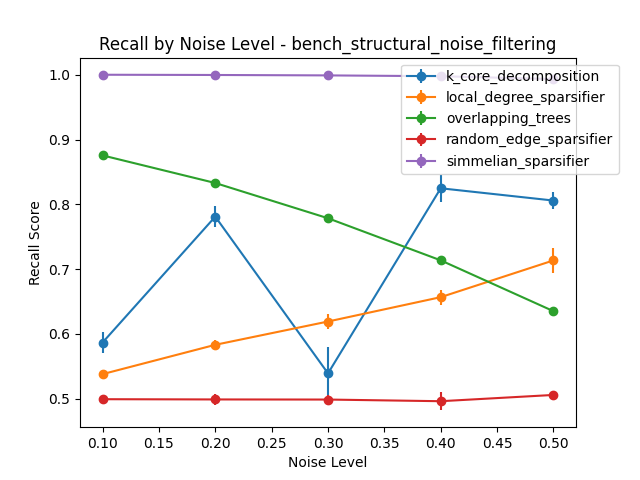 Recall by Noise Level - bench_structural_noise_filtering
k_core_decomposition
local_degree_sparsifier
overlapping_trees
random_edge_sparsifier
simmelian_sparsifier
Recall Score
1.0
0.9
0.8
0.7
0.6
0.5
0.10 0.15 0.20 0.25 0.30 0.35 0.40 0.45 0.50
Noise Level